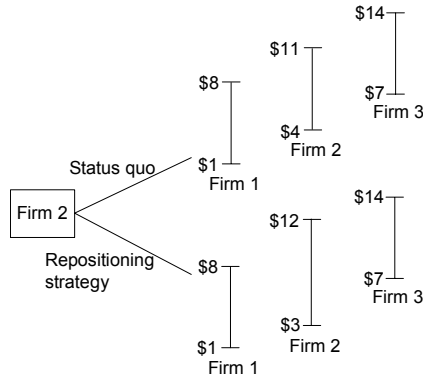 $14
$11
$8
$7
Firm 3
$4
Firm 2
Status quo
$1
Firm 1
Firm 2
$14
$12
Repositioning
strategy
$8
$7
Firm 3
$3
Firm 2
$1
Firm 1